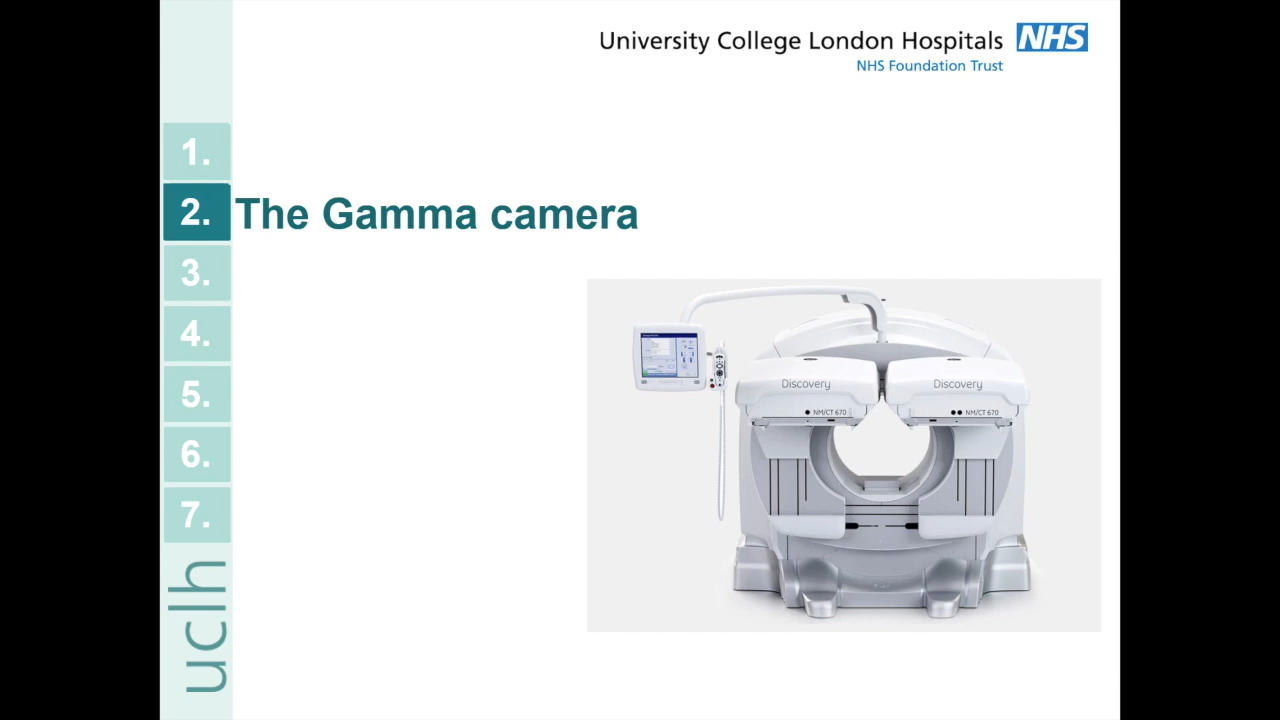 University College London Hospitals NHS
NHS Foundation Trust
1.
2. The Gamma camera
3.
4.
5.
6.
7.
uclh
Discovery
Discovery
NM/CT 670
NM/CT 670